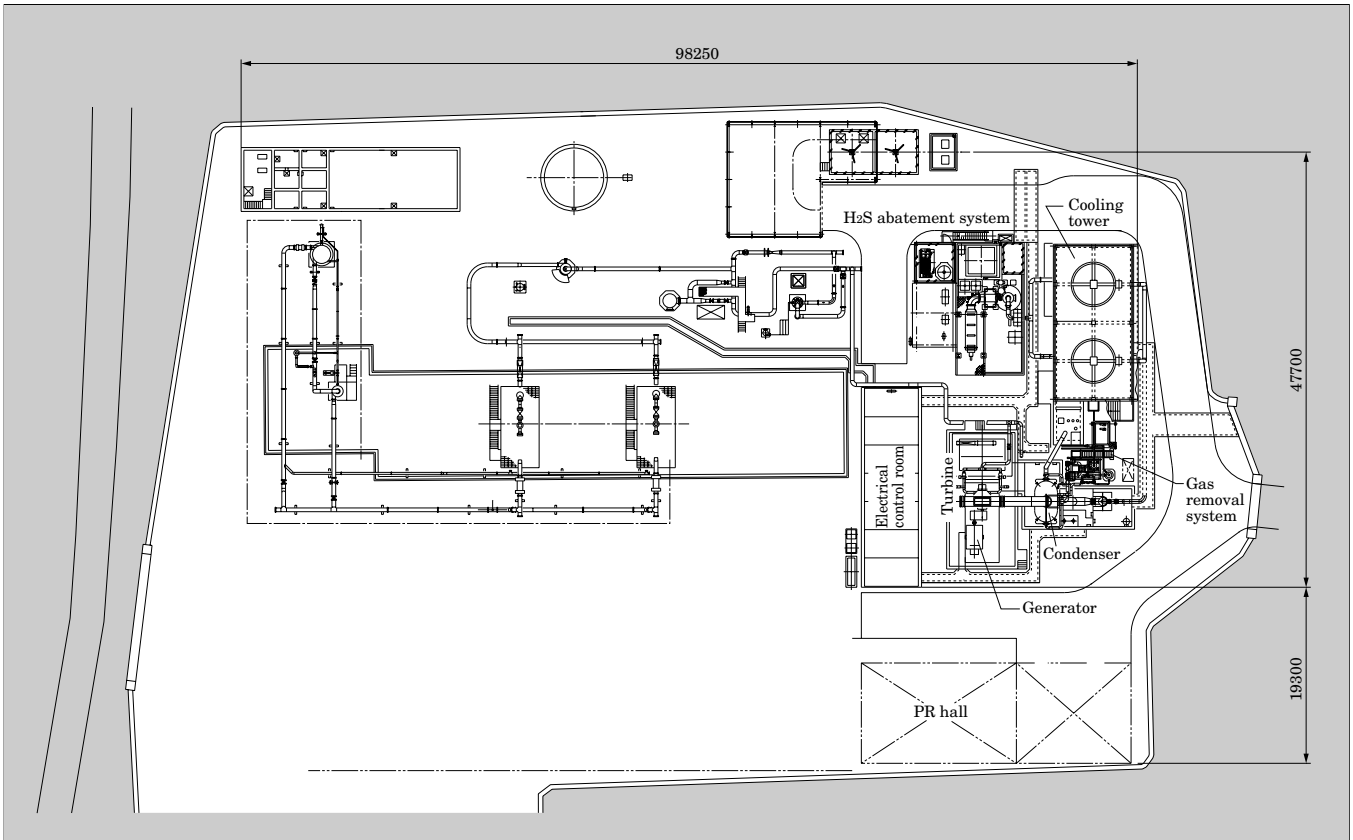 98250
Cooling
tower
H2S abatement system
47700
Electrical
control room
Turbine
Gas
removal
system
Condenser
Generator
19300
PR hall